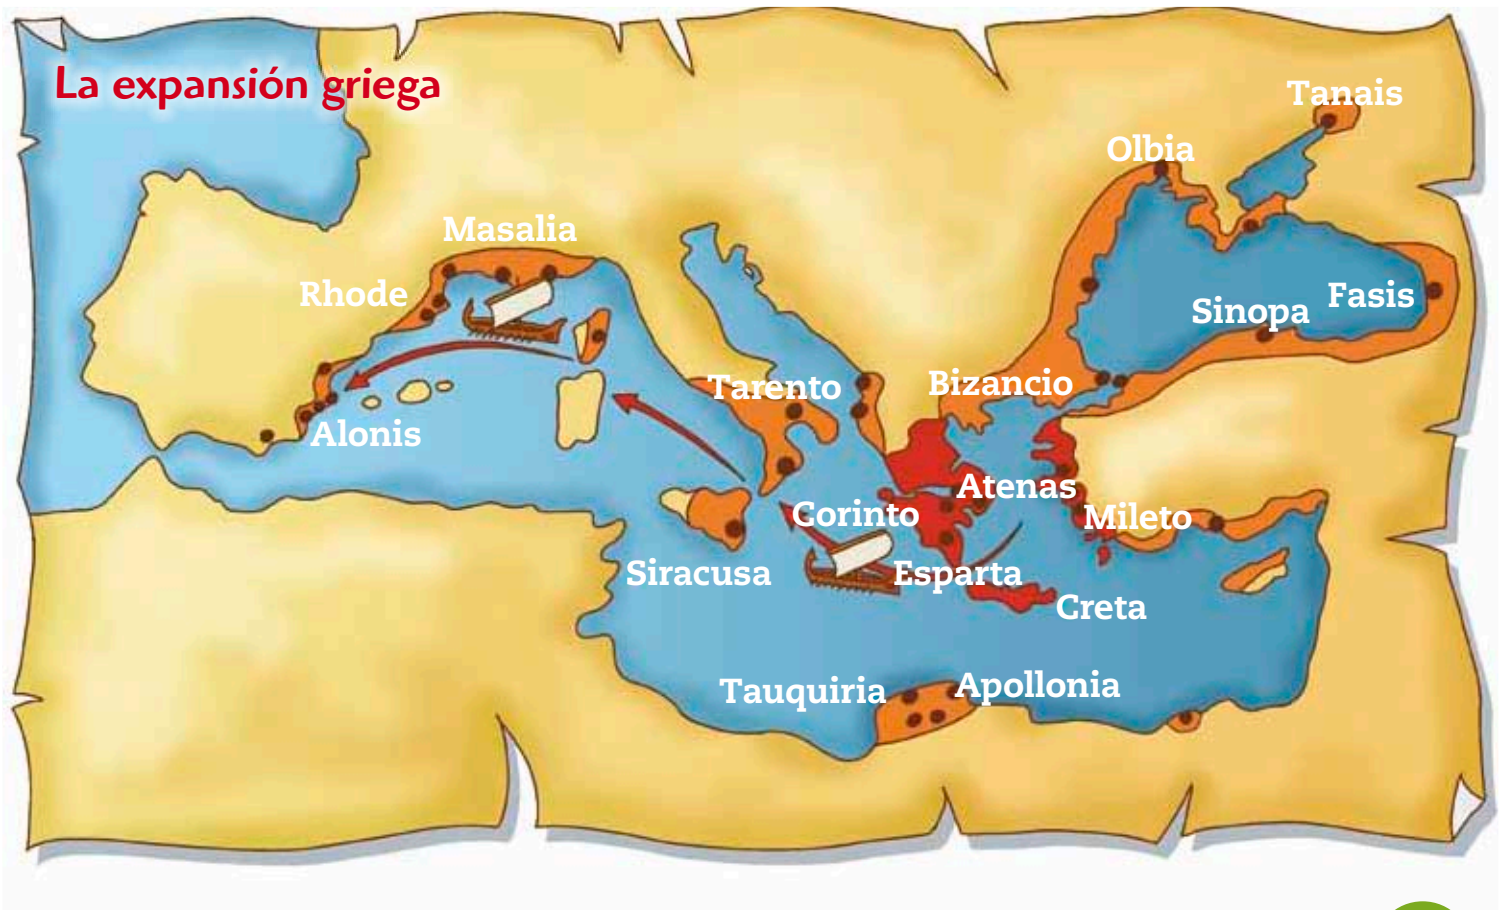 La expansión griega
Tanais
Olbia
Masalia
Rhode
Sinopa
Fasis
Tarento
Bizancio
Alonis
Atenas
Corinto
Mileto
Siracusa
Esparta
Creta
Tauquiria
Apollonia